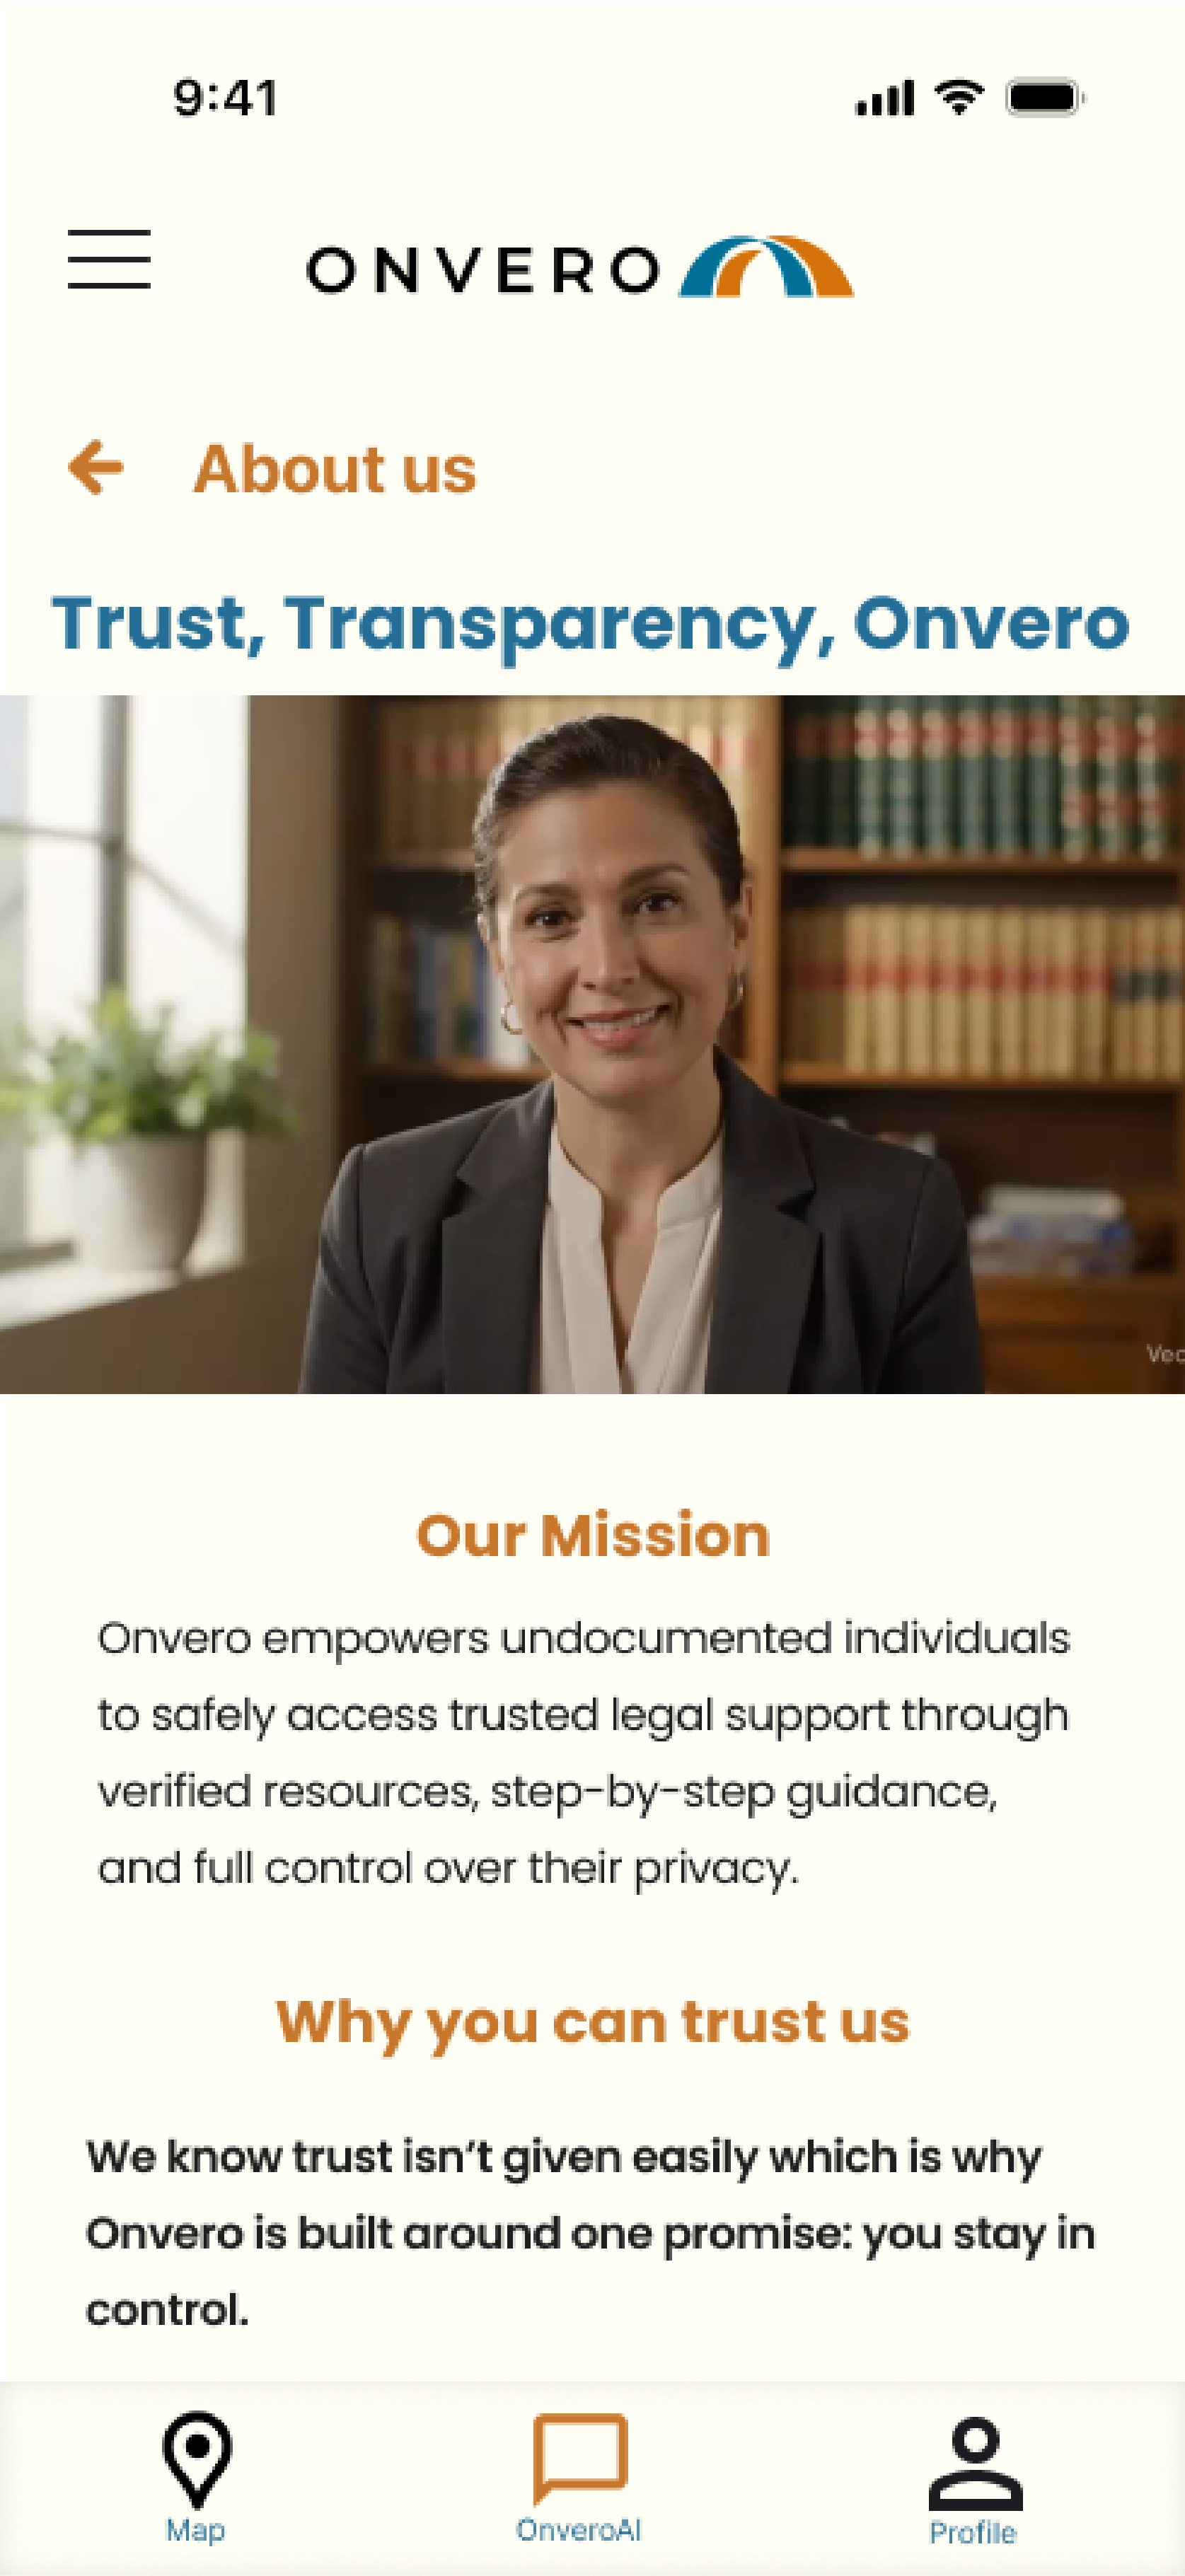 9:41
ONVERO
About us
Trust, Transparency, Onvero
Our Mission
Onvero empowers undocumented individuals
to safely access trusted legal support through
verified resources, step-by-step guidance,
and full control over their privacy.
Why you can trust us
We know trust isn’t given easily which is why
Onvero is built around one promise: you stay in
control.
Map
OnveroAI
Profile